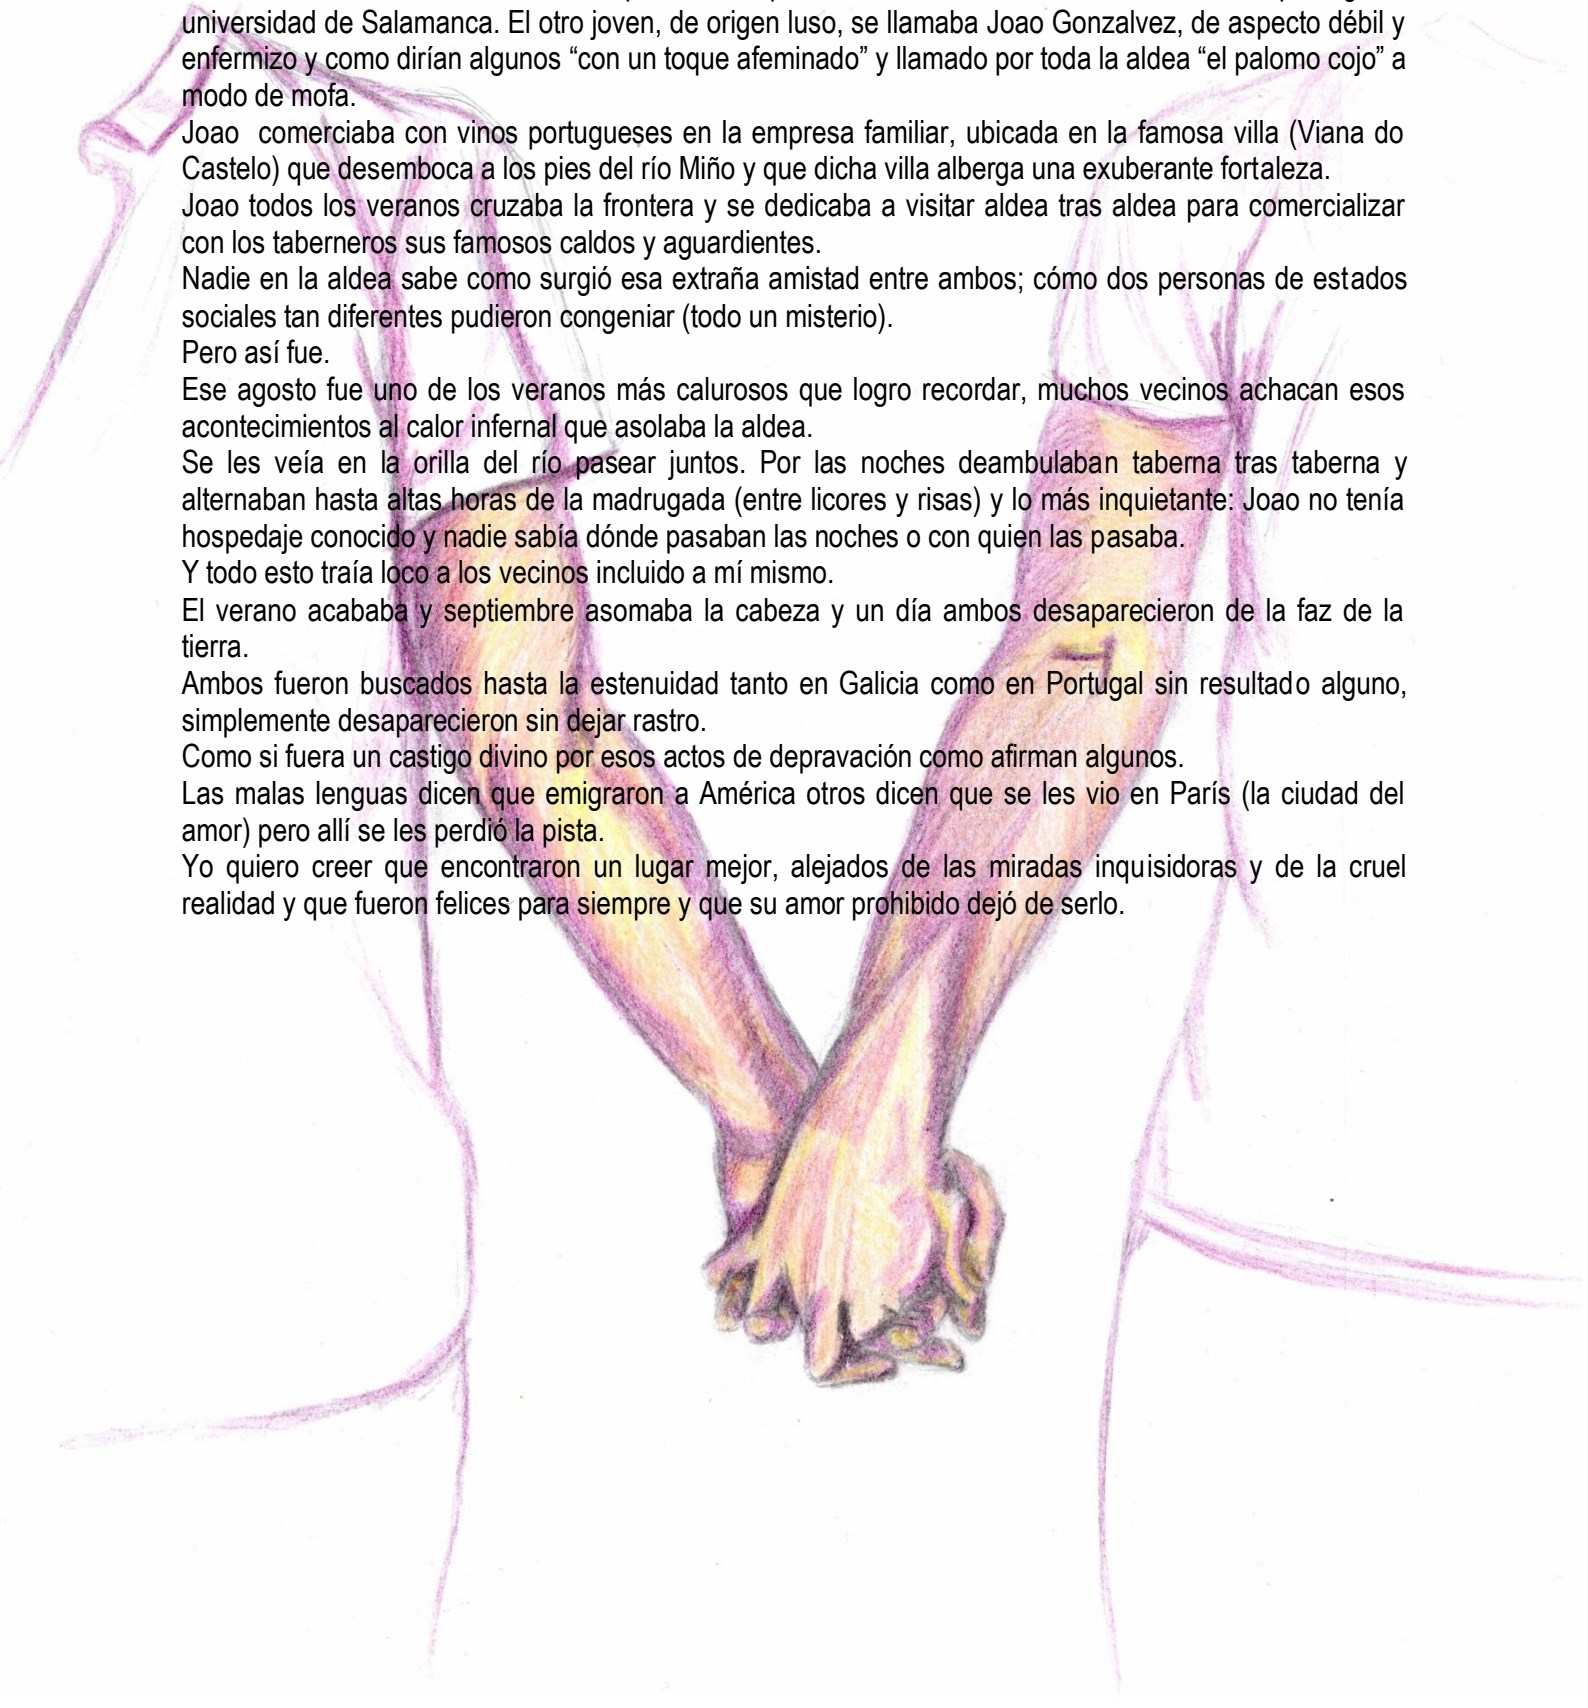 universidad de Salamanca. El otro joven, de origen luso, se llamaba Joao Gonzalvez, de aspecto débil y
enfermizo y como dirían algunos “con un toque afeminado” y llamado por toda la aldea “el palomo cojo” a
modo de mofa.
Joao comerciaba con vinos portugueses en la empresa familiar, ubicada en la famosa villa (Viana do
Castelo) que desemboca a los pies del río Miño y que dicha villa alberga una exuberante fortaleza.
Joao todos los veranos cruzaba la frontera y se dedicaba a visitar aldea tras aldea para comercializar
con los taberneros sus famosos caldos y aguardientes.
Nadie en la aldea sabe como surgió esa extraña amistad entre ambos; cómo dos personas de estados
sociales tan diferentes pudieron congeniar (todo un misterio).
Pero así fue.
Ese agosto fue uno de los veranos más calurosos que logro recordar, muchos vecinos achacan esos
acontecimientos al calor infernal que asolaba la aldea.
Se les veía en la orilla del río pasear juntos. Por las noches deambulaban taberna tras taberna y
alternaban hasta altas horas de la madrugada (entre licores y risas) y lo más inquietante: Joao no tenía
hospedaje conocido y nadie sabía dónde pasaban las noches o con quien las pasaba.
Y todo esto traía loco a los vecinos incluido a mí mismo.
El verano acababa y septiembre asomaba la cabeza y un día ambos desaparecieron de la faz de la
tierra.
Ambos fueron buscados hasta la estenuidad tanto en Galicia como en Portugal sin resultado alguno,
simplemente desaparecieron sin dejar rastro.
Como si fuera un castigo divino por esos actos de depravación como afirman algunos.
Las malas lenguas dicen que emigraron a América otros dicen que se les vio en París (la ciudad del
amor) pero allí se les perdió la pista.
Yo quiero creer que encontraron un lugar mejor, alejados de las miradas inquisidoras y de la cruel
realidad y que fueron felices para siempre y que su amor prohibido dejó de serlo.